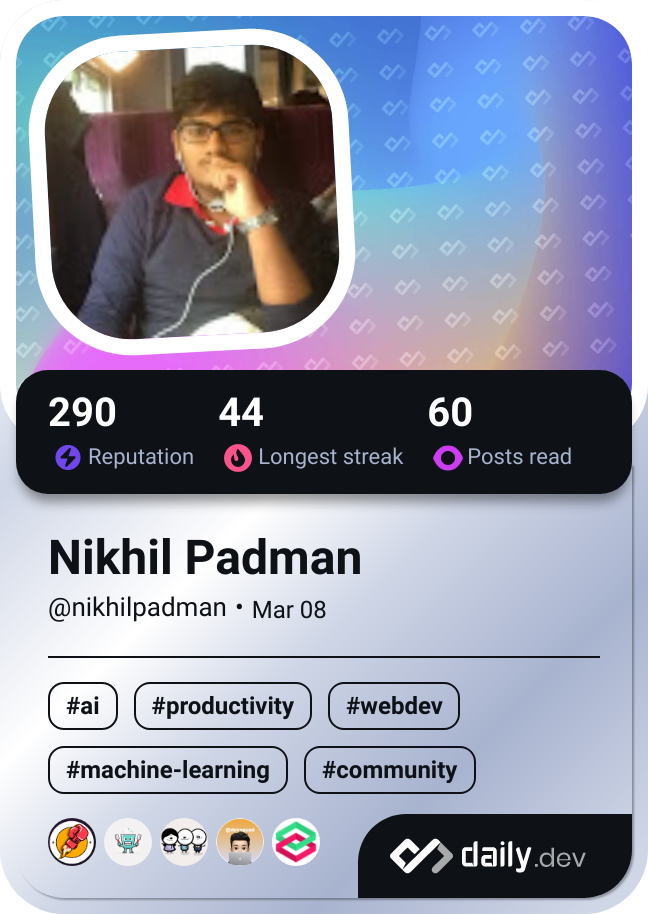 290 44 60
Reputation Longest streak Posts read
Nikhil Padman
@nikhilpadman • Mar 08
#ai #productivity #webdev
#machine-learning #community
daily.dev